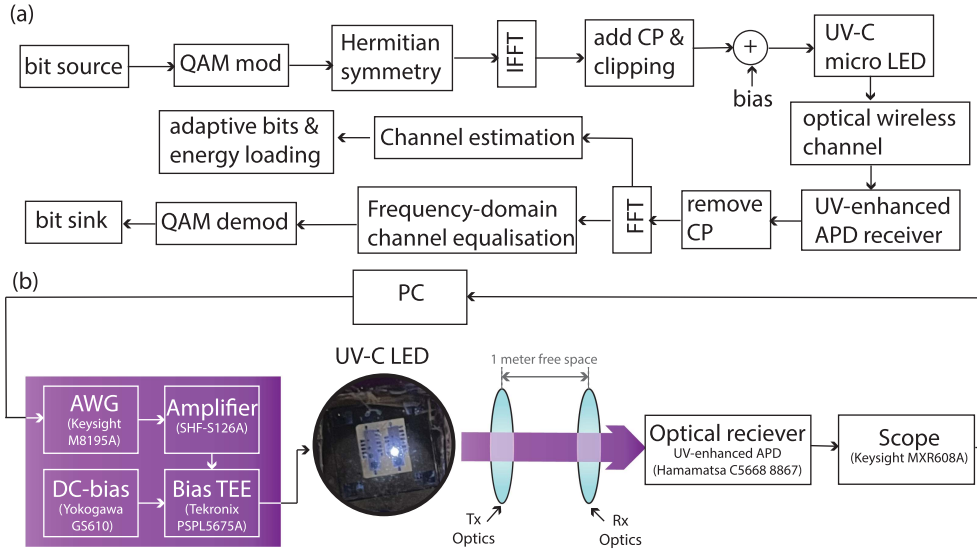 (a)
bit source
QAM mod
Hermitian
symmetry
IFFT
add CP &
clipping
+
bias
UV-C
micro LED
optical wireless
channel
UV-enhanced
APD receiver
remove
CP
FFT
Channel estimation
adaptive bits &
energy loading
Frequency-domain
channel equalisation
QAM demod
bit sink
(b)
PC
AWG
(Keysight
M8195A)
Amplifier
(SHF-S126A)
DC-bias
(Yokogawa
GS610)
Bias TEE
(Tekronix
PSPL5675A)
UV-C LED
1 meter free space
Tx
Optics
Rx
Optics
Optical reciever
UV-enhanced APD
(Hamamatsa C5668 8867)
Scope
(Keysight MXR608A)